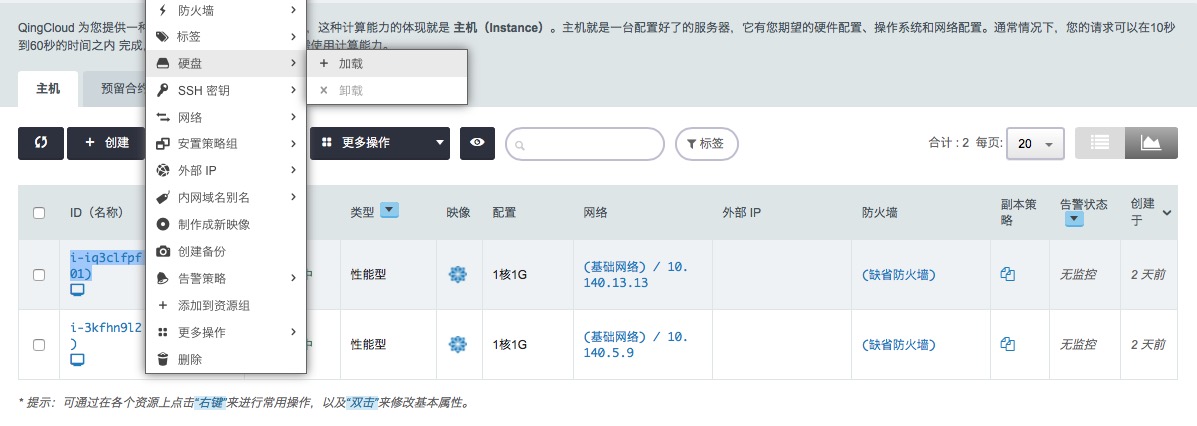 防火墙
QingCloud 为您提供一种
，这种计算能力的体现就是 主机（Instance）。主机就是一台配置好了的服务器，它有您期望的硬件配置、操作系统和网络配置。通常情况下，您的请求可以在10秒
到60秒的时间之内 完成，
使用计算能力。
标签
硬盘
加载
卸载
主机
预留合约
SSH 密钥
网络
安置策略组
外部 IP
内网域名别名
制作成新映像
创建备份
告警策略
添加到资源组
更多操作
删除
创建
更多操作
标签
合计：2 每页：
20
ID（名称）
类型
映像
配置
网络
外部 IP
防火墙
副本策
略
告警状态
创建
于
i-iq3clfpf
01)
性能型
1核1G
(基础网络) / 10.
140.13.13
(缺省防火墙)
无监控
2 天前
i-3kfhn9l2
)
性能型
1核1G
(基础网络) / 10.
140.5.9
(缺省防火墙)
无监控
2 天前
* 提示：可通过在各个资源上点击“右键”来进行常用操作，以及“双击”来修改基本属性。